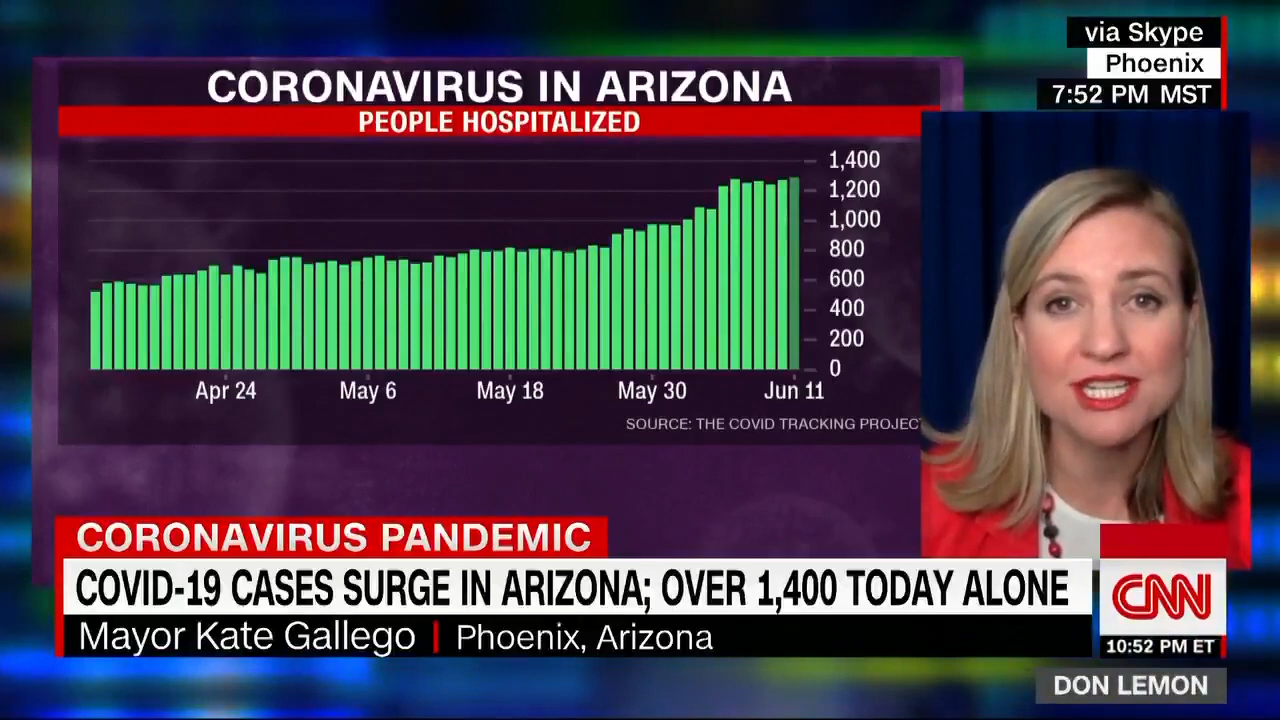 via Skype
Phoenix
7:52 PM MST
CORONAVIRUS IN ARIZONA
PEOPLE HOSPITALIZED
1,400
1,200
1,000
800
600
400
200
0
Apr 24 May 6 May 18 May 30 Jun 11
SOURCE: THE COVID TRACKING PROJEC
CORONAVIRUS PANDEMIC
COVID-19 CASES SURGE IN ARIZONA; OVER 1,400 TODAY ALONE
Mayor Kate Gallego | Phoenix, Arizona
CNN
10:52 PM ET
DON LEMON